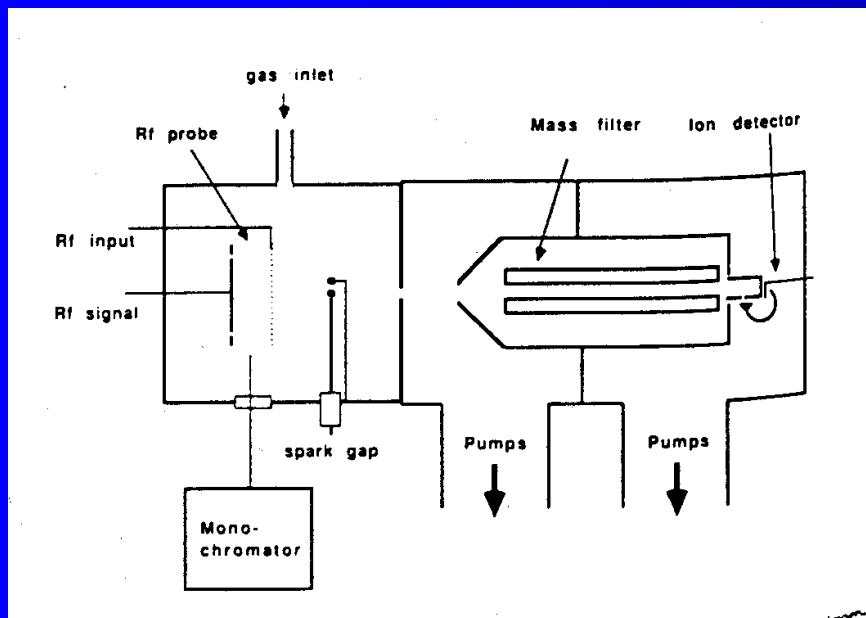 gas inlet
Rf probe
Mass filter
Ion detector
Rf input
Rf signal
spark gap
Pumps
Pumps
Mono-
chromator